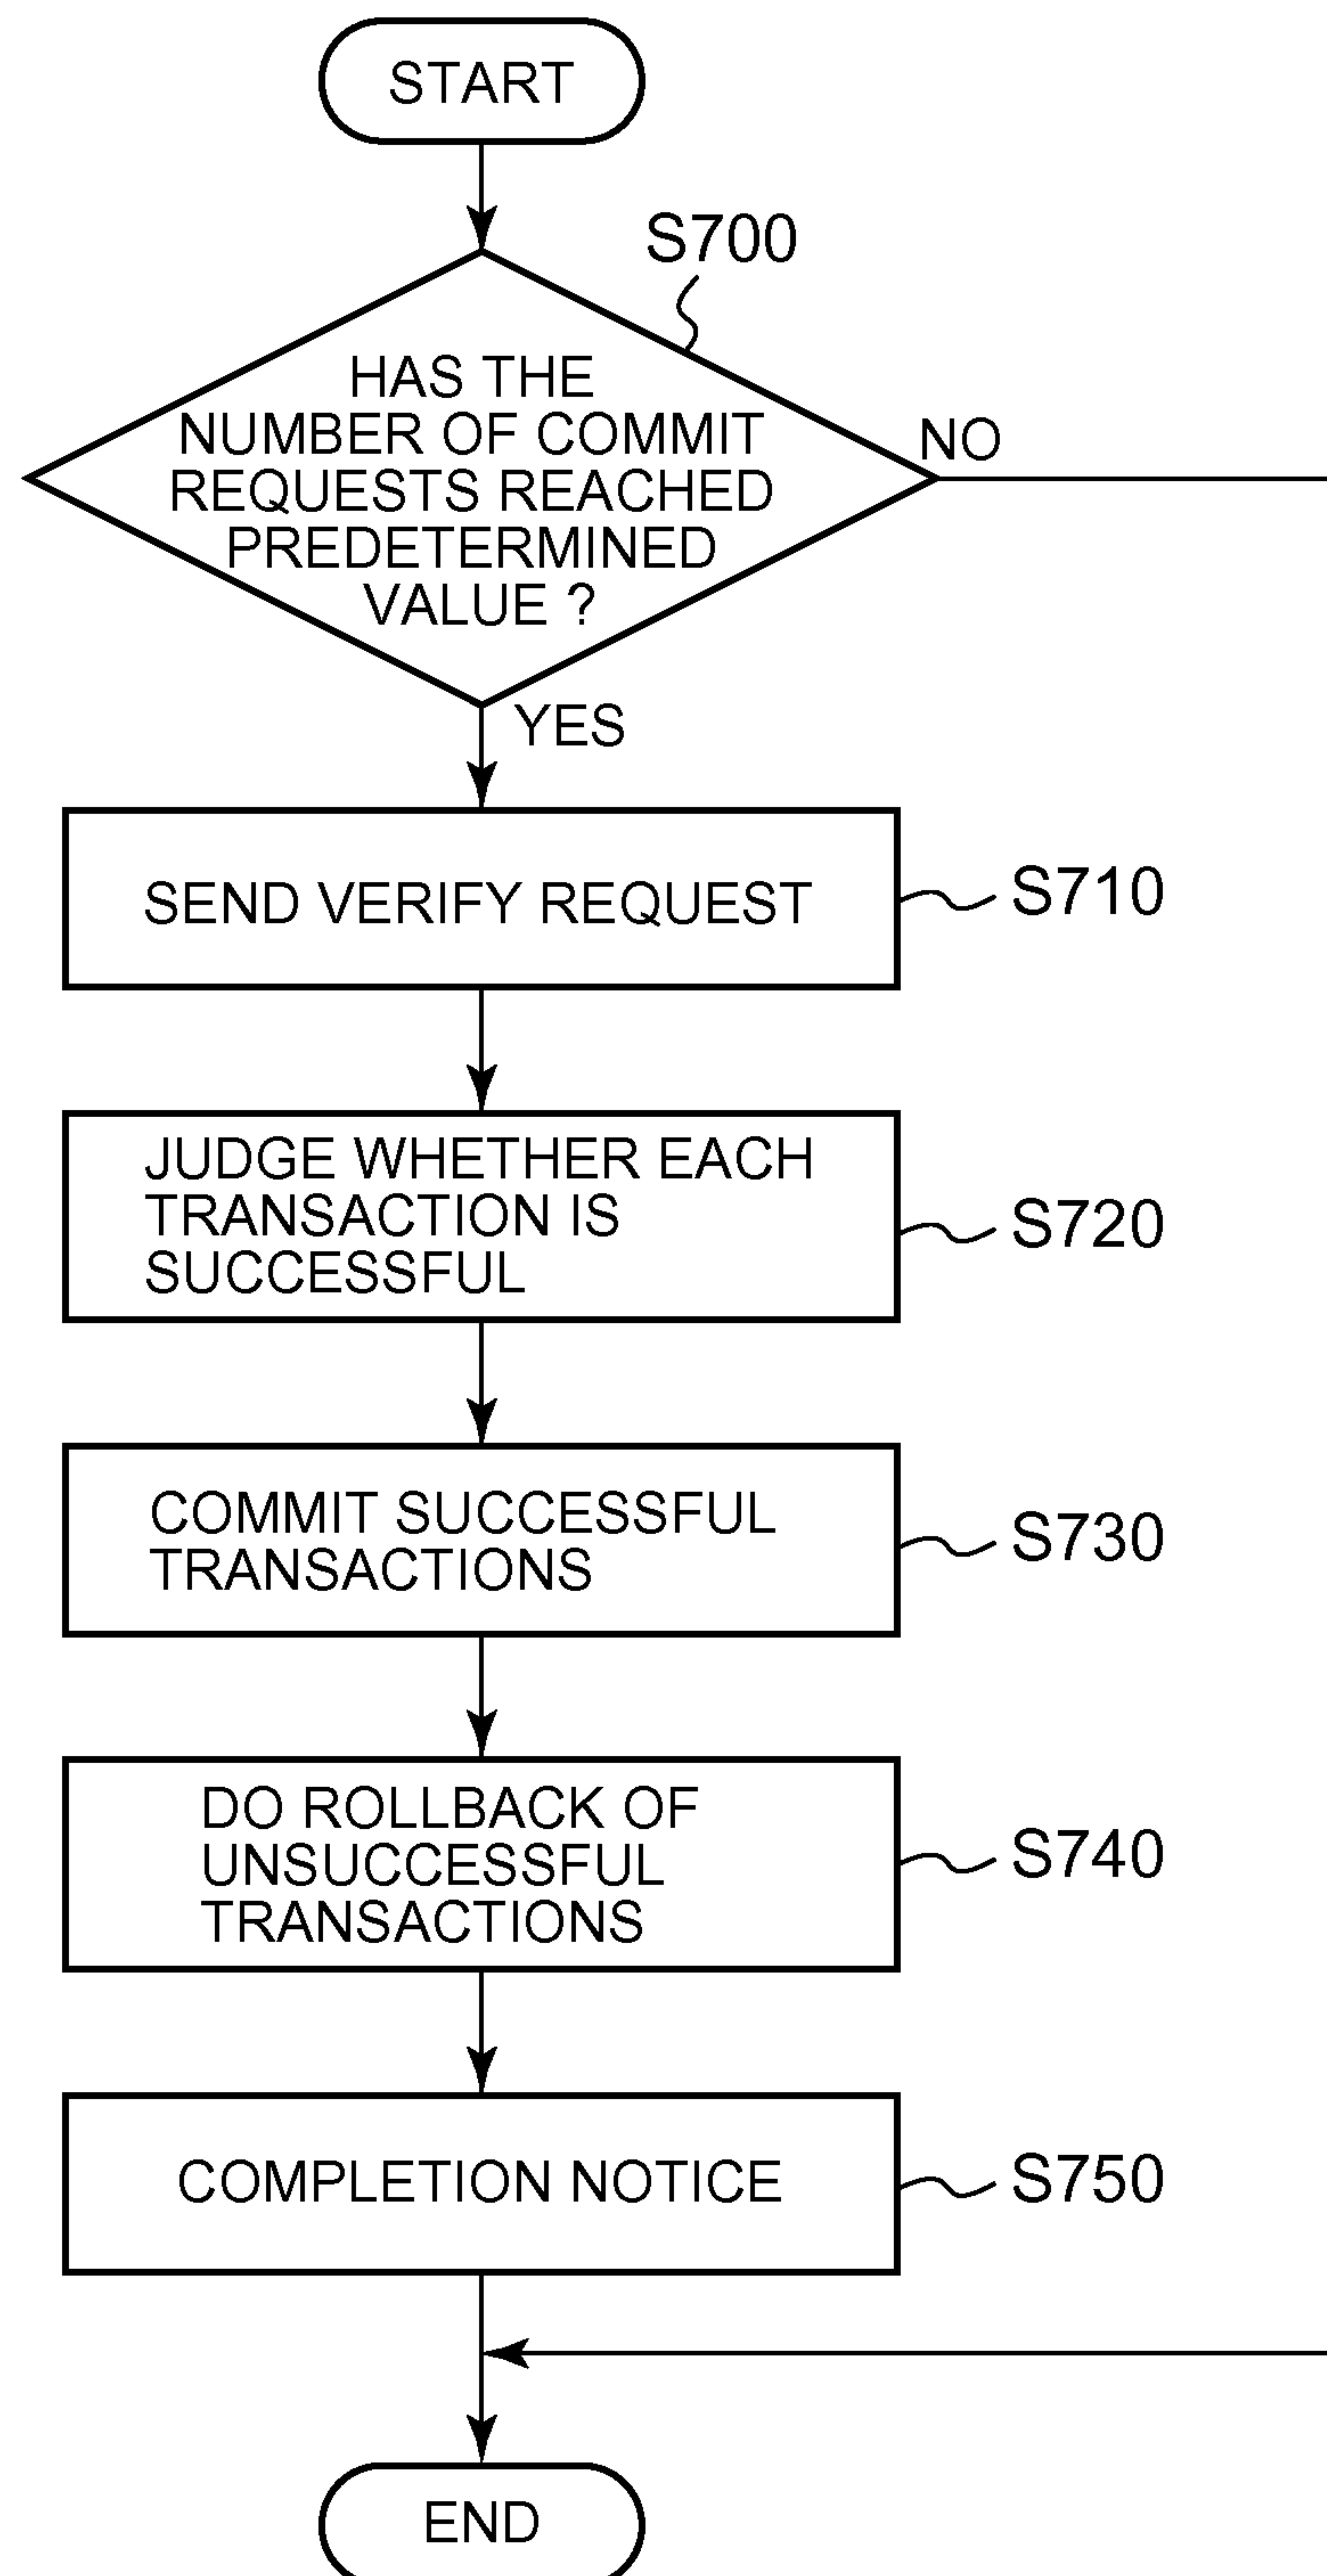 START
S700
HAS THE
NUMBER OF COMMIT
REQUESTS REACHED
PREDETERMINED
VALUE ?
NO
YES
SEND VERIFY REQUEST
S710
JUDGE WHETHER EACH
TRANSACTION IS
SUCCESSFUL
S720
COMMIT SUCCESSFUL
TRANSACTIONS
S730
DO ROLLBACK OF
UNSUCCESSFUL
TRANSACTIONS
S740
COMPLETION NOTICE
S750
END